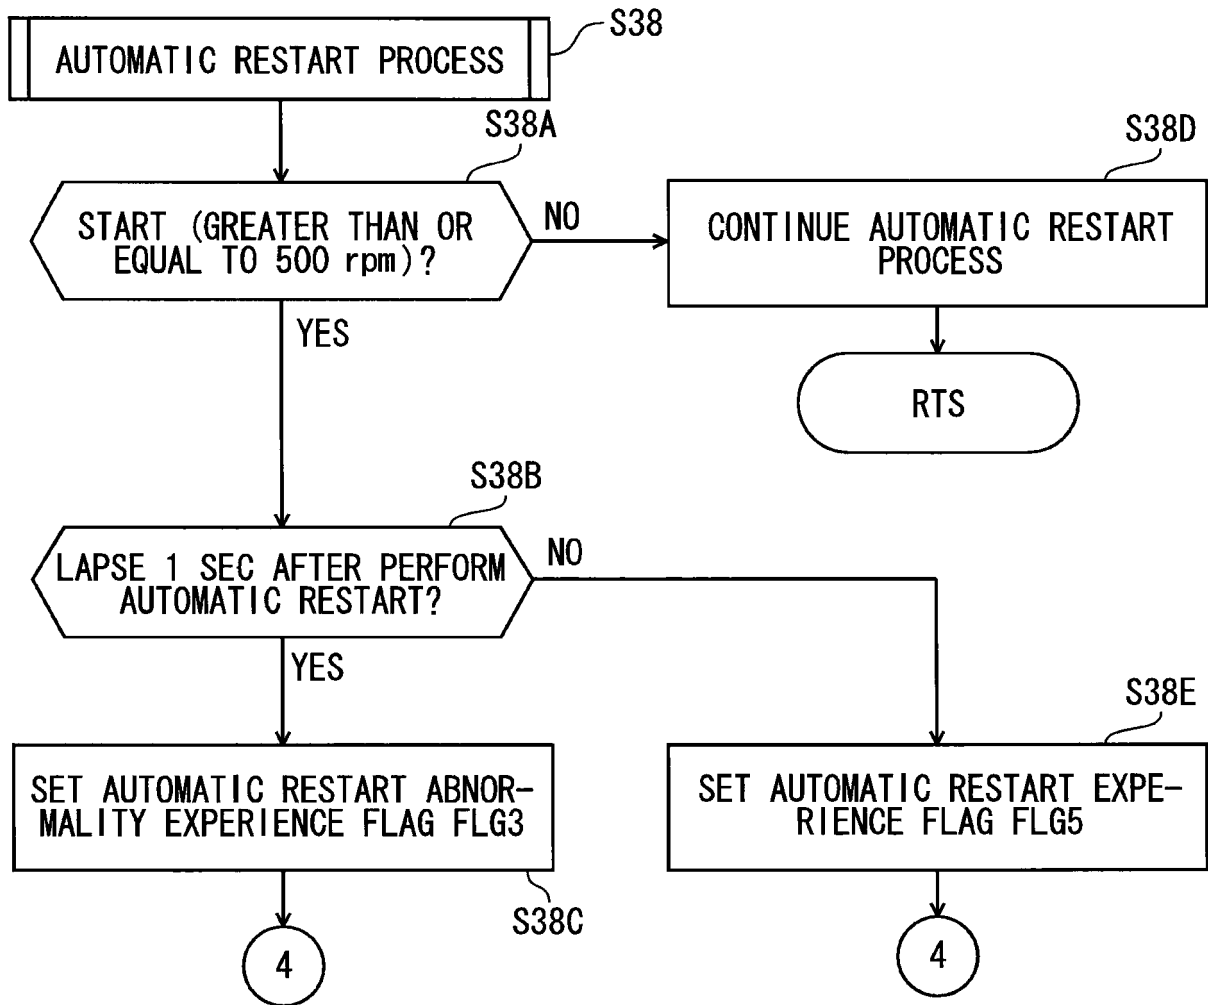 S38
AUTOMATIC RESTART PROCESS
S38A
START (GREATER THAN OR
EQUAL TO 500 rpm)?
NO
S38D
CONTINUE AUTOMATIC RESTART
PROCESS
YES
RTS
S38B
LAPSE 1 SEC AFTER PERFORM
AUTOMATIC RESTART?
NO
YES
S38E
SET AUTOMATIC RESTART ABNOR-
MALITY EXPERIENCE FLAG FLG3
S38C
SET AUTOMATIC RESTART EXPE-
RIENCE FLAG FLG5
4
4